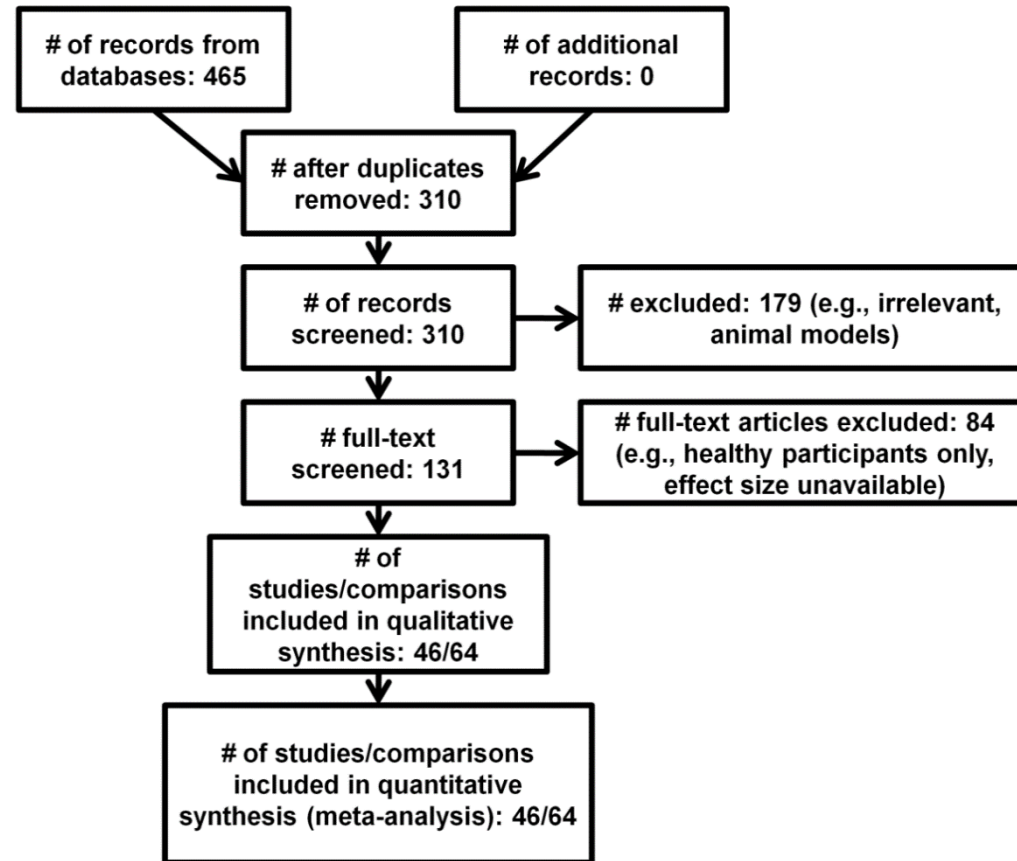 # of records from
databases: 465
# of additional
records: 0
# after duplicates
removed: 310
# of records
screened: 310
# excluded: 179 (e.g., irrelevant,
animal models)
# full-text
screened: 131
# full-text articles excluded: 84
(e.g., healthy participants only,
effect size unavailable)
# of
studies/comparisons
included in qualitative
synthesis: 46/64
# of studies/comparisons
included in quantitative
synthesis (meta-analysis): 46/64